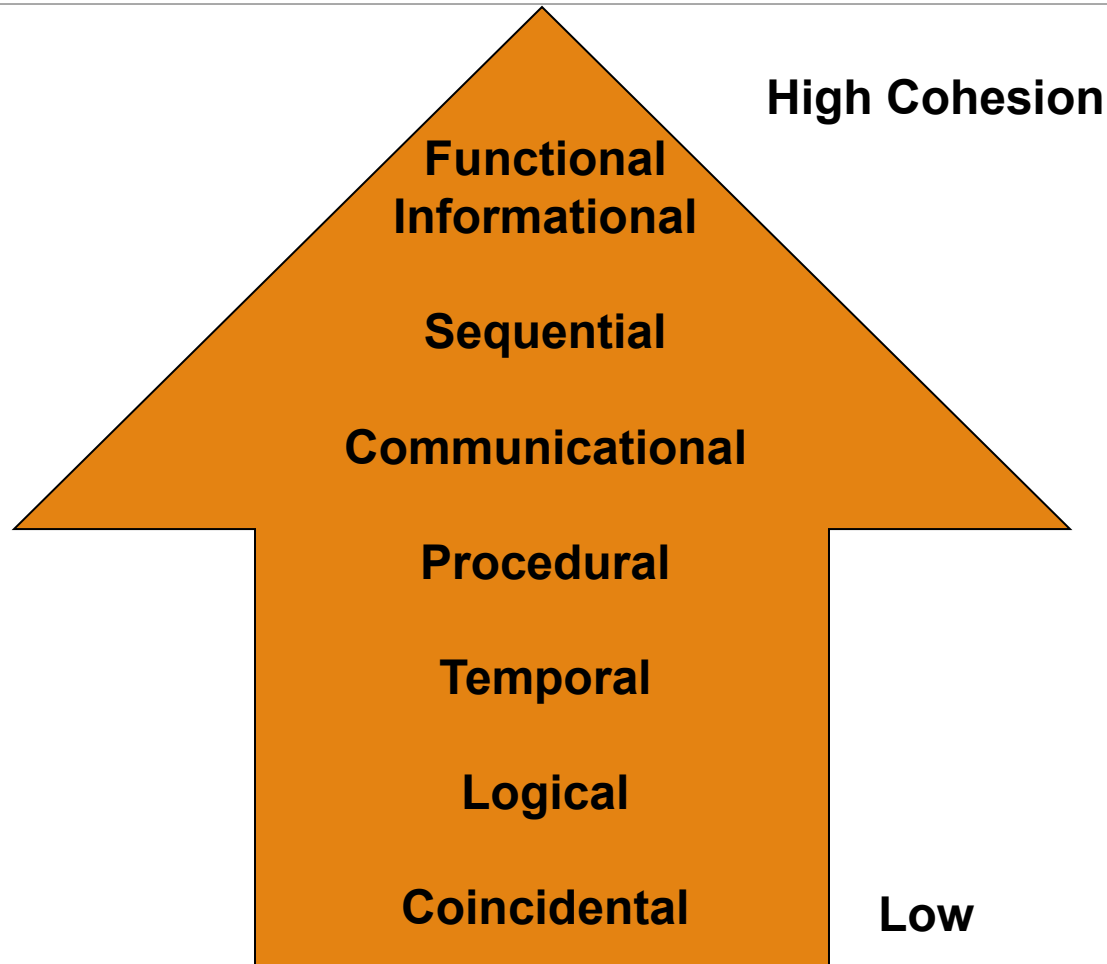 High Cohesion
Functional
Informational
Sequential
Communicational
Procedural
Temporal
Logical
Coincidental
Low